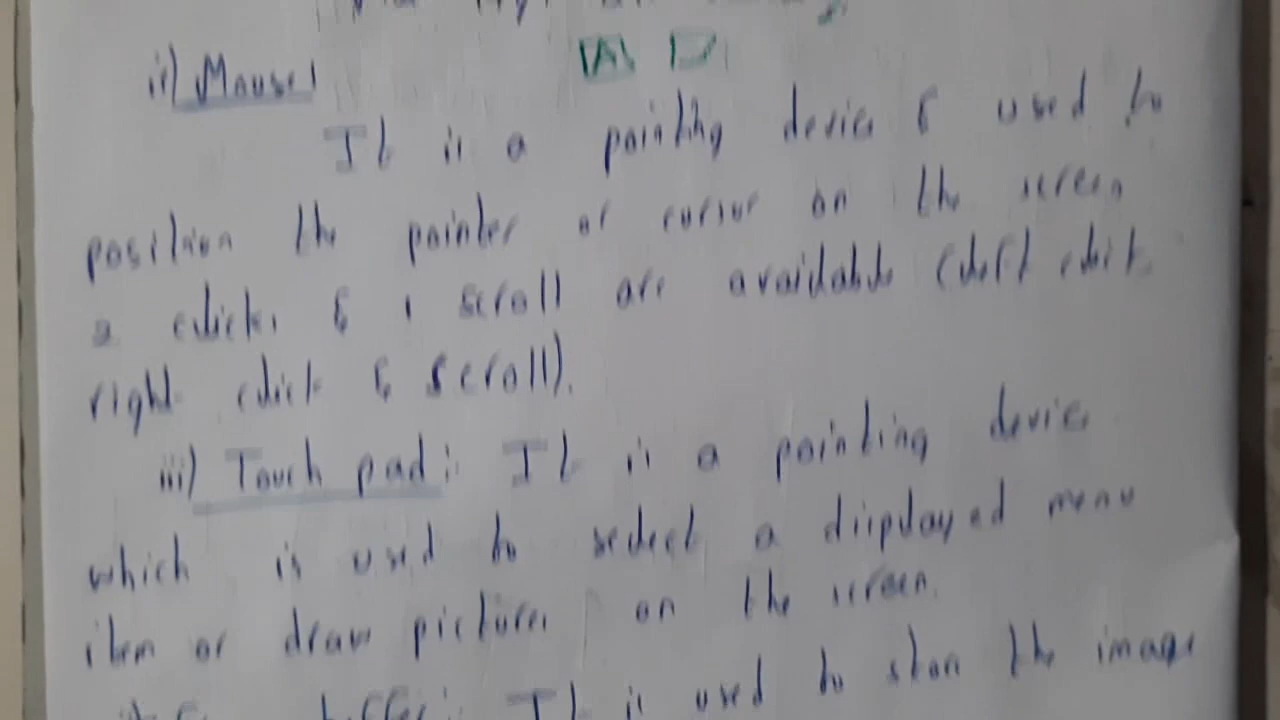 A D
ii) Mouse:
It is a pointing device & used to
position the pointer or cursor on the screen
2 clicks & 1 scroll are available (left click
right click & scroll).
iii) Touch pad: It is a pointing device
which is used to select a displayed menu
item or draw pictures on the screen.
buffer: It is used to store the image